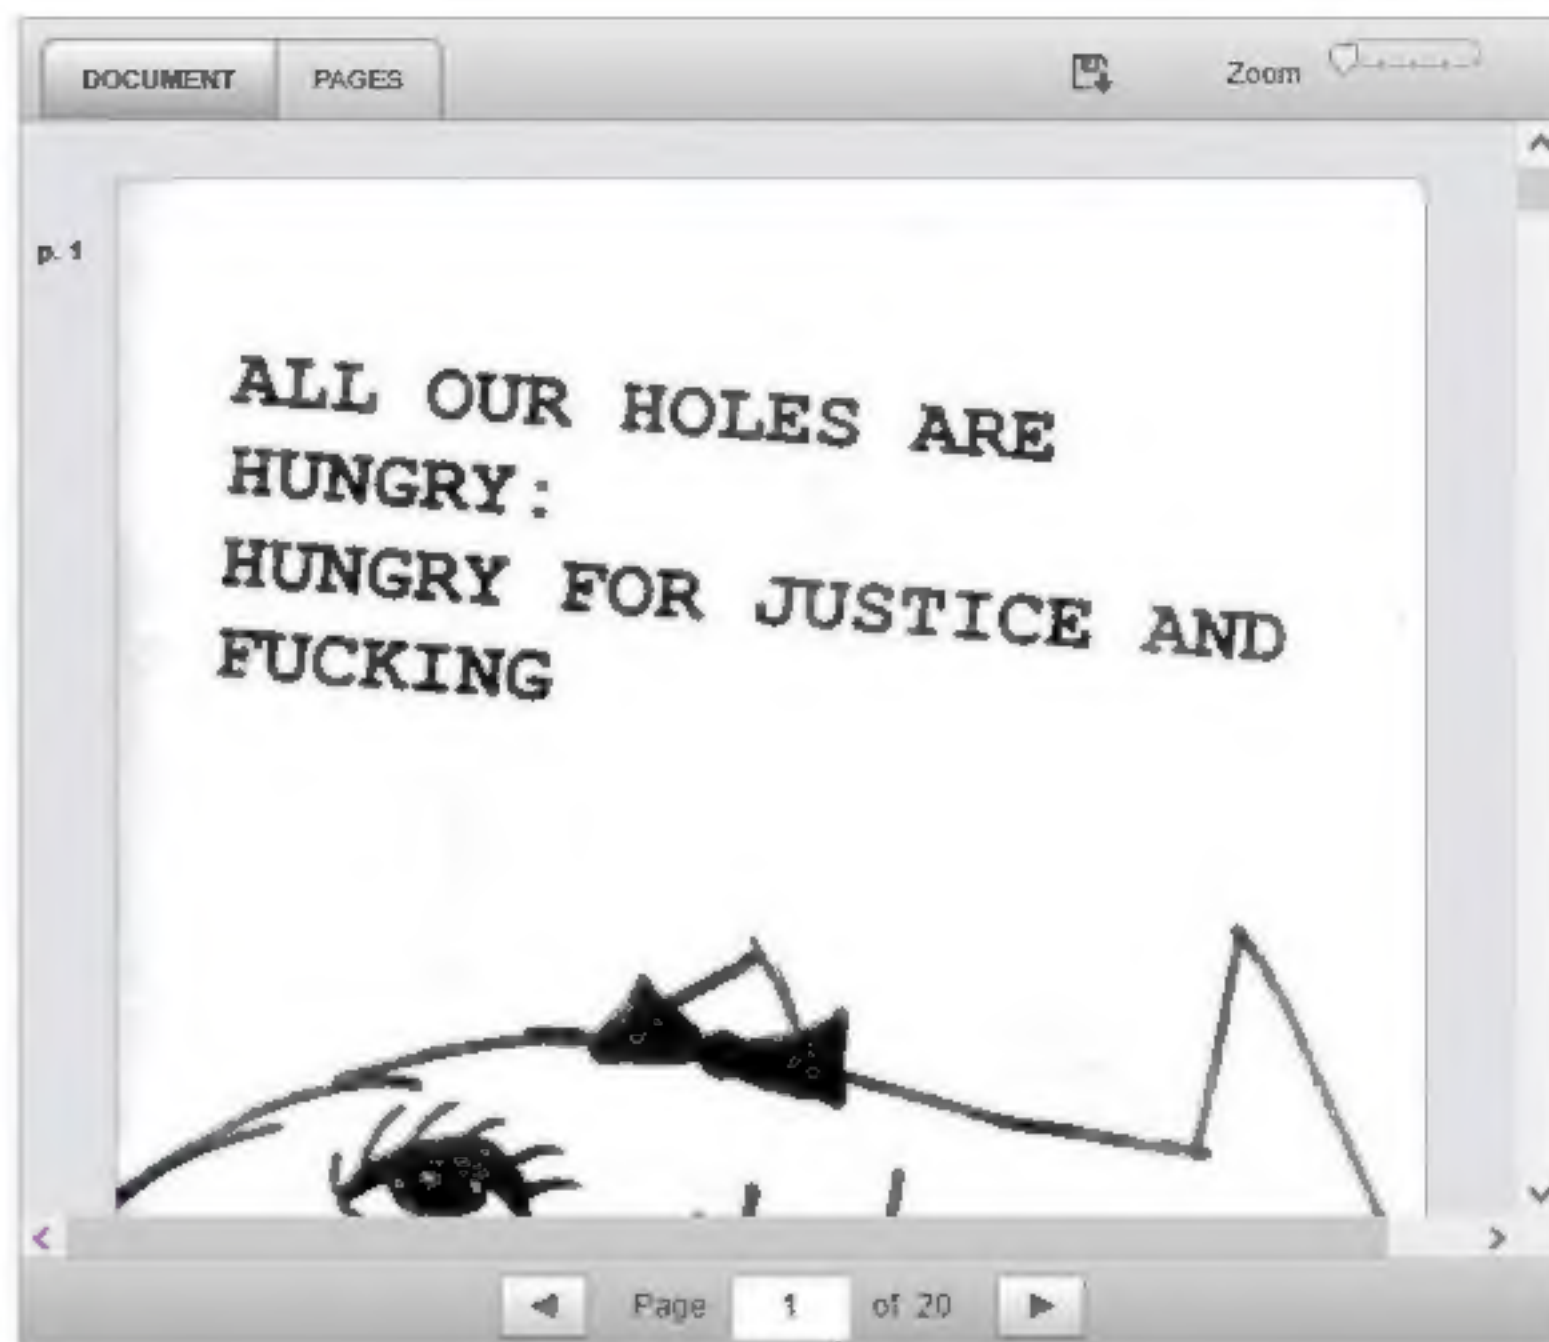 DOCUMENT PAGES Zoom
p. 1
ALL OUR HOLES ARE
HUNGRY:
HUNGRY FOR JUSTICE AND
FUCKING
Page 1 of 20